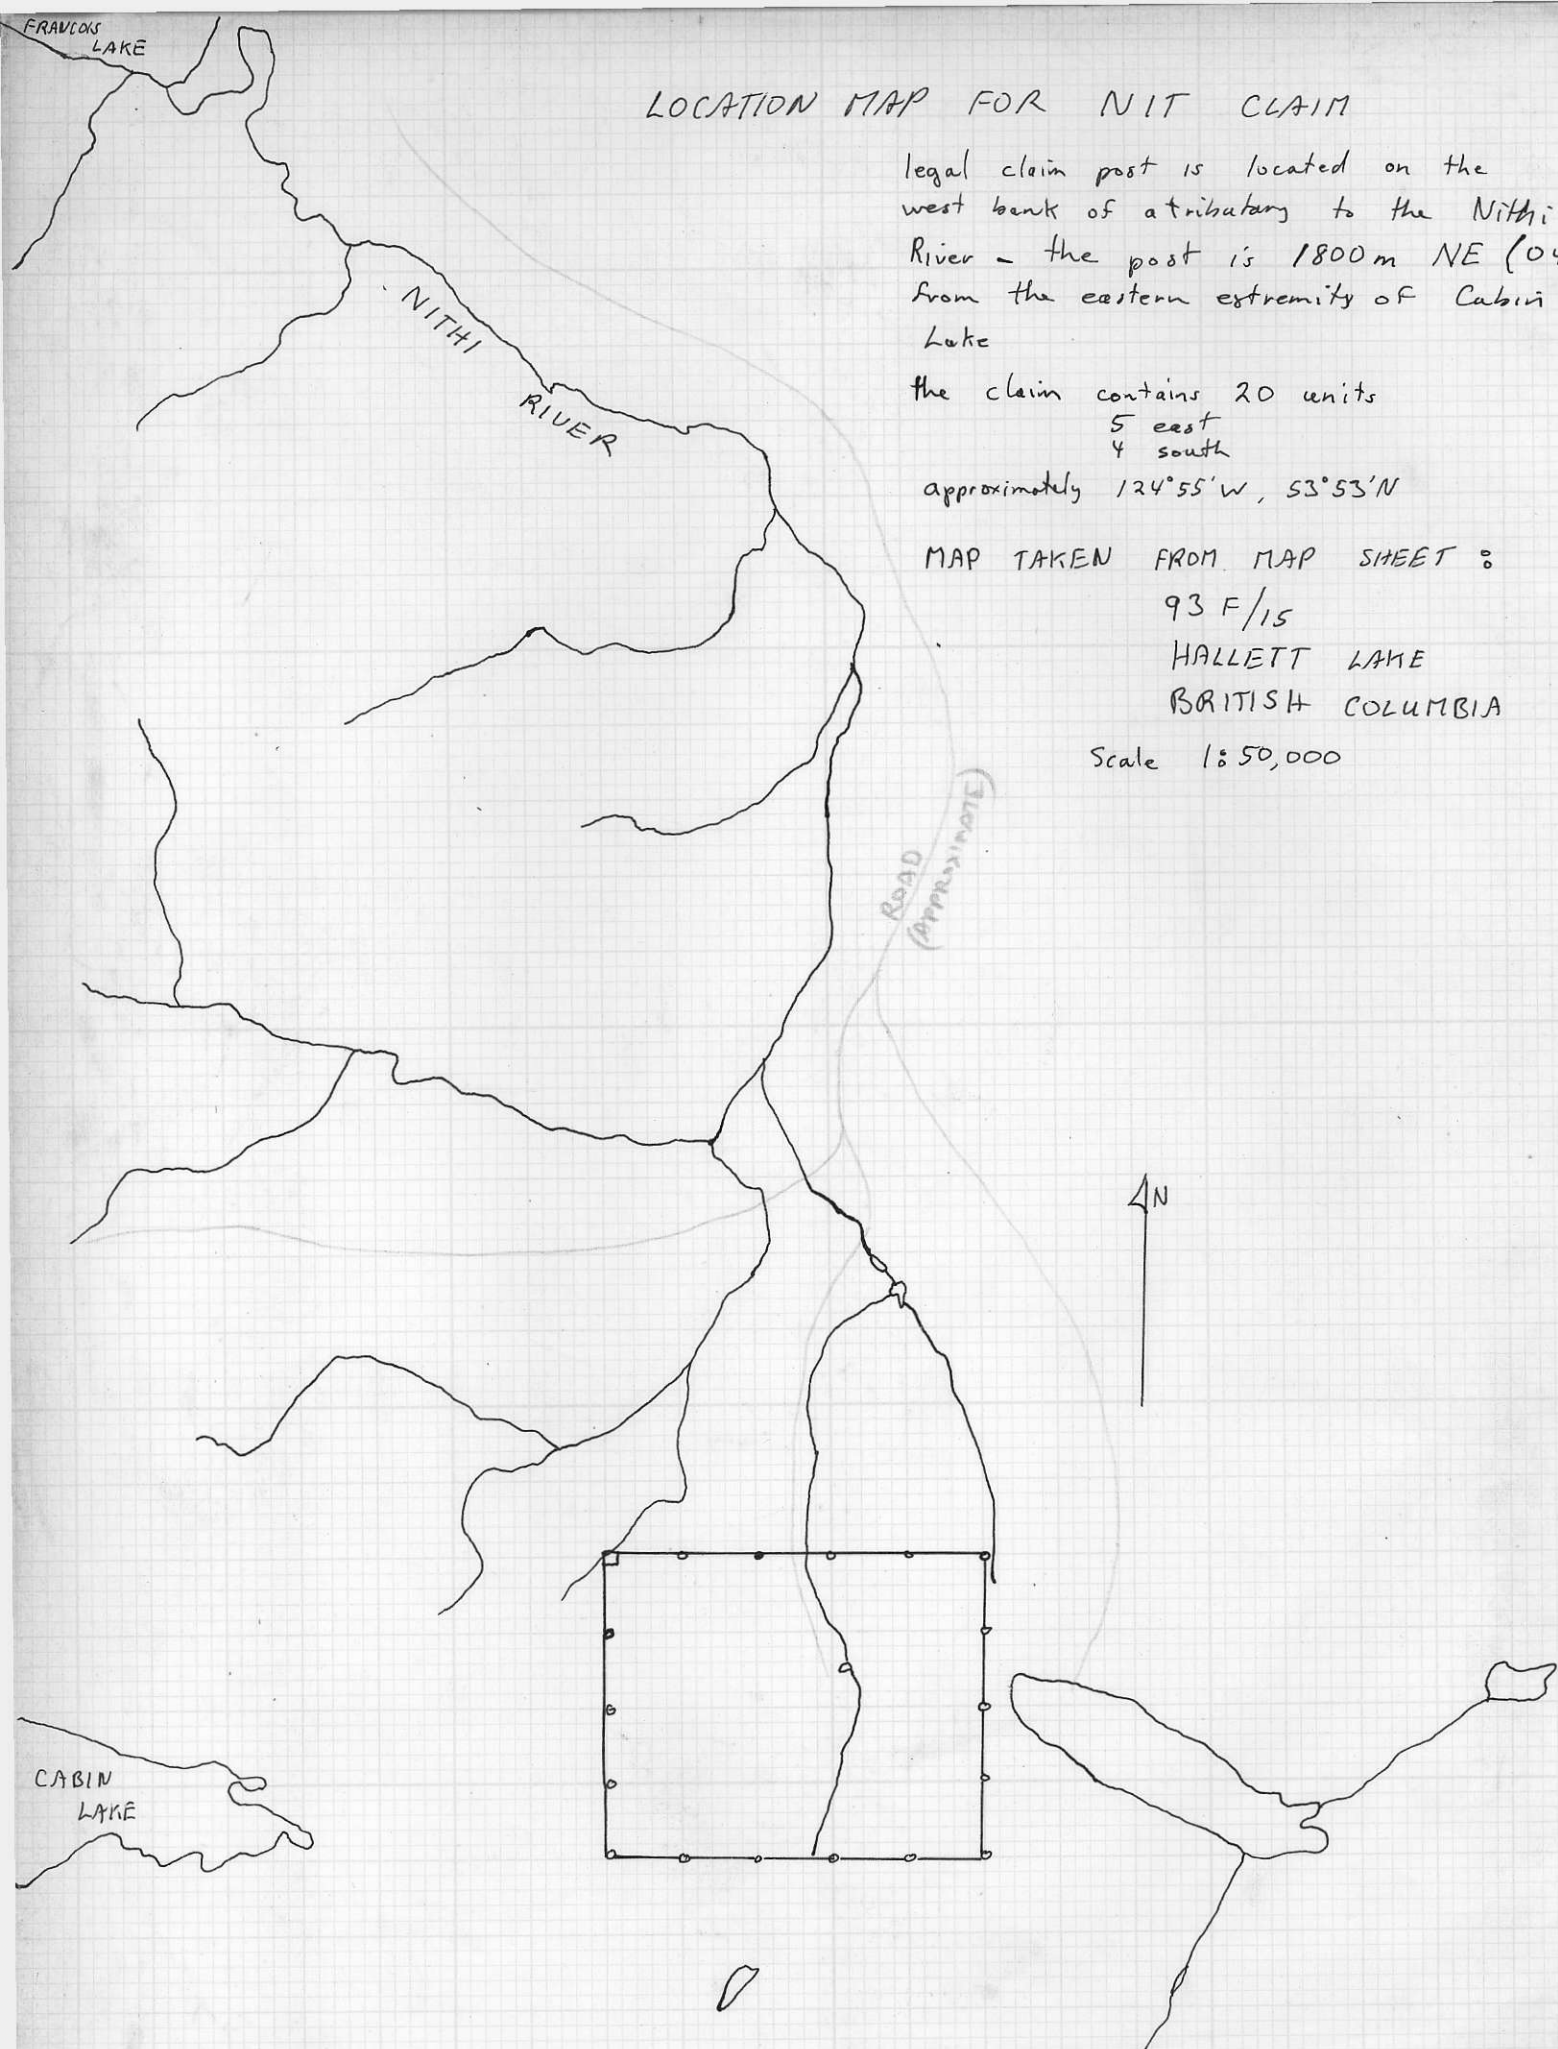 FRANCOIS
LAKE
LOCATION MAP FOR NIT CLAIM
legal claim post is located on the
west bank of atributary to the Nithi
River - the post is 1800m NE (04
from the eastern extremity of Cabin
Lake
the claim contains 20 units
5 east
4 south
approximately 124°55'W, 53°53'N
MAP TAKEN FROM MAP SHEET :
93 F/15
HALLETT LAKE
BRITISH COLUMBIA
Scale 1:50,000
NITHI
RIVER
ROAD
(APPROXIMATE)
N
CABIN
LAKE